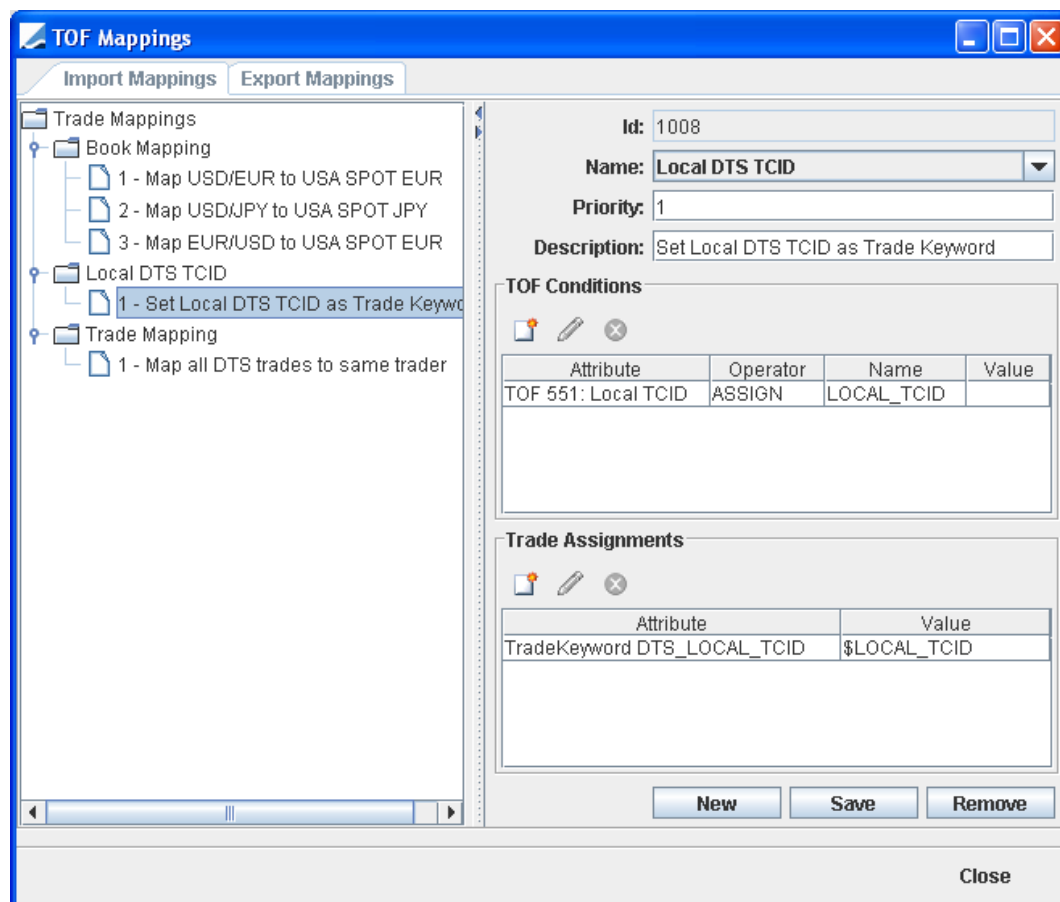 TOF Mappings
Import Mappings Export Mappings
Trade Mappings
Book Mapping
1 - Map USD/EUR to USA SPOT EUR
2 - Map USD/JPY to USA SPOT JPY
3 - Map EUR/USD to USA SPOT EUR
Local DTS TCID
1 - Set Local DTS TCID as Trade Keywo
Trade Mapping
1 - Map all DTS trades to same trader
Id: 1008
Name: Local DTS TCID
Priority: 1
Description: Set Local DTS TCID as Trade Keyword
TOF Conditions
Attribute Operator Name Value
TOF 551: Local TCID ASSIGN LOCAL_TCID
Trade Assignments
Attribute Value
TradeKeyword DTS_LOCAL_TCID $LOCAL_TCID
New Save Remove
Close